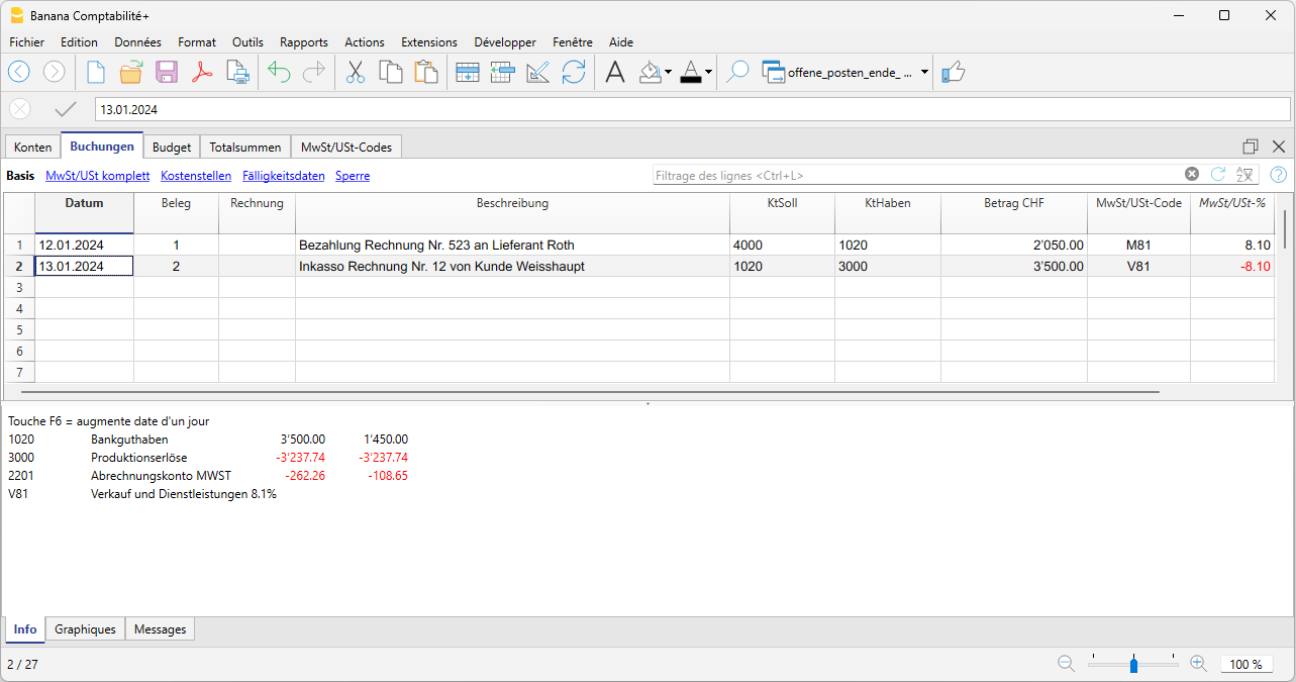 Banana Comptabilité+
Fichier Edition Données Format Outils Rapports Actions Extensions Développer Fenêtre Aide
offene_posten_ende_ ...
13.01.2024
Konten Buchungen Budget Totalsummen MwSt/USt-Codes
Basis MwSt/USt komplett Kostenstellen Fälligkeitsdaten Sperre Filtrage des lignes <Ctrl+L>
Datum Beleg Rechnung Beschreibung KtSoll KtHaben Betrag CHF MwSt/USt-Code MwSt/USt-%
1 12.01.2024 1 Bezahlung Rechnung Nr. 523 an Lieferant Roth 4000 1020 2'050.00 M81 8.10
2 13.01.2024 2 Inkasso Rechnung Nr. 12 von Kunde Weisshaupt 1020 3000 3'500.00 V81 -8.10
3
4
5
6
7
Touche F6 = augmente date d'un jour
1020 Bankguthaben 3'500.00 1'450.00
3000 Produktionserlöse -3'237.74 -3'237.74
2201 Abrechnungskonto MWST -262.26 -108.65
V81 Verkauf und Dienstleistungen 8.1%
Info Graphiques Messages
2 / 27 100 %